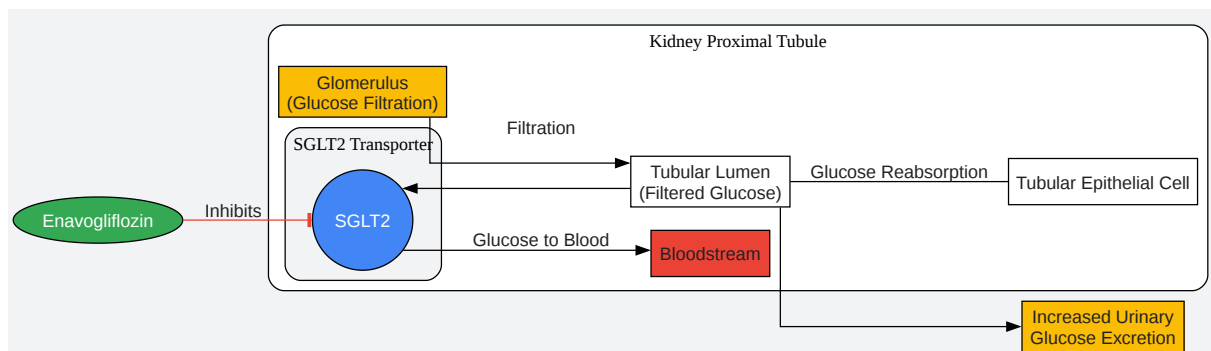 Kidney Proximal Tubule
Glomerulus
(Glucose Filtration)
Filtration
SGLT2 Transporter
Tubular Lumen
(Filtered Glucose)
Glucose Reabsorption
Tubular Epithelial Cell
Enavogliflozin
Inhibits
SGLT2
Glucose to Blood
Bloodstream
Increased Urinary
Glucose Excretion